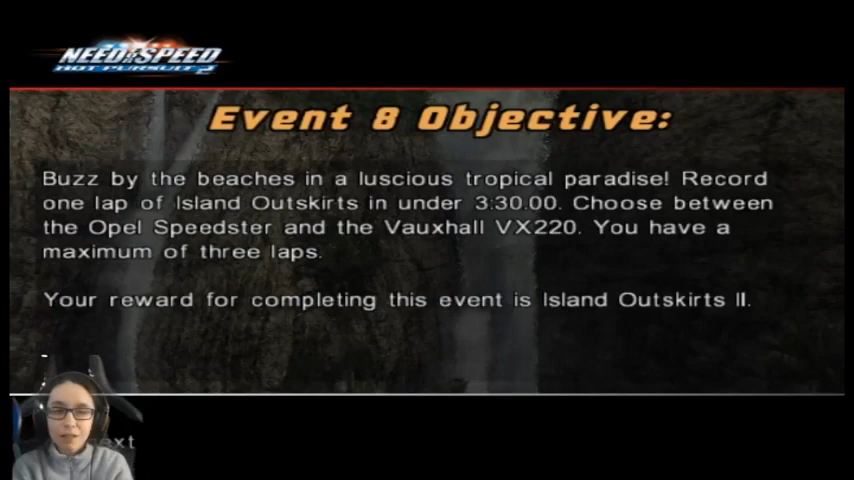 NEED FOR SPEED
HOT PURSUIT 2
Event 8 Objective:
Buzz by the beaches in a luscious tropical paradise! Record
one lap of Island Outskirts in under 3:30.00. Choose between
the Opel Speedster and the Vauxhall VX220. You have a
maximum of three laps.
Your reward for completing this event is Island Outskirts II.